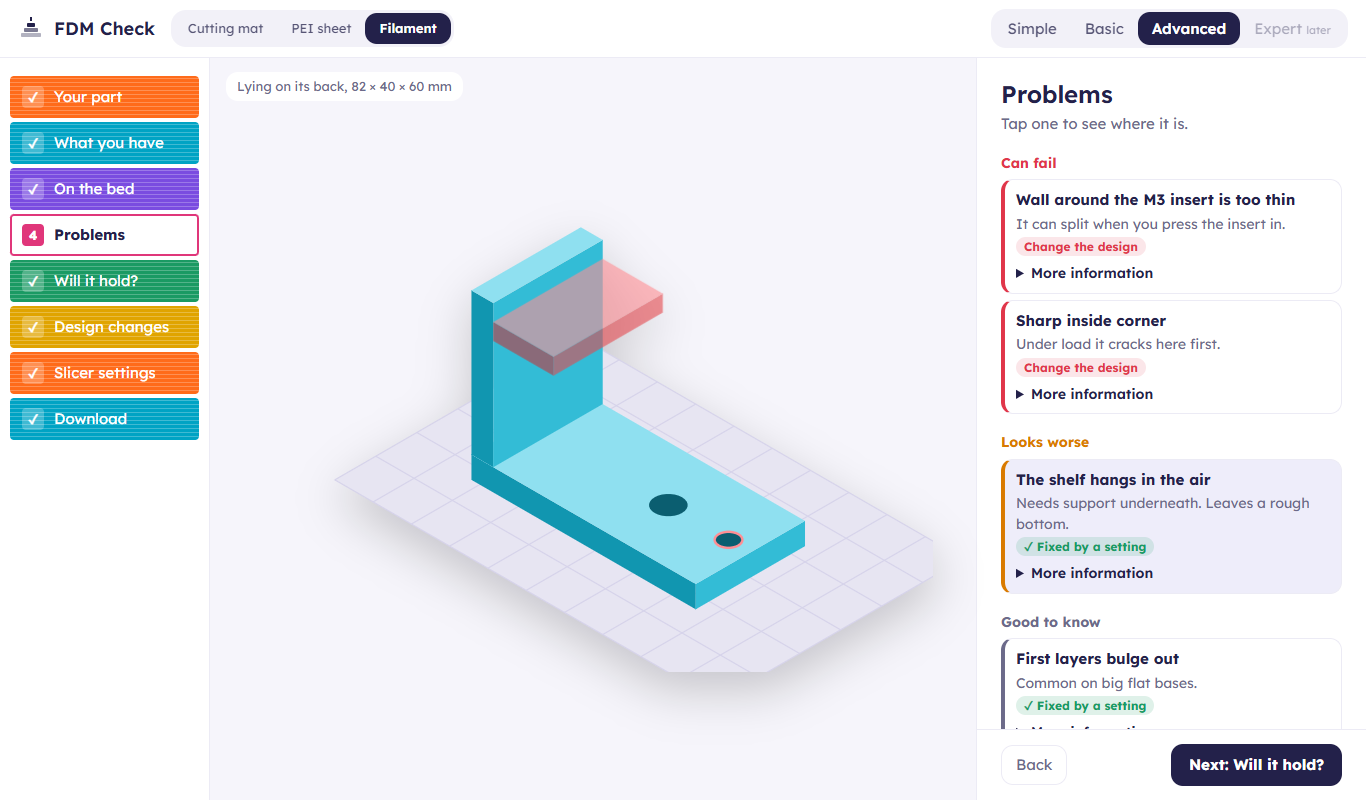 FDM Check
Cutting mat
PEI sheet
Filament
Simple
Basic
Advanced
Expert later
✓ Your part
✓ What you have
✓ On the bed
4 Problems
✓ Will it hold?
✓ Design changes
✓ Slicer settings
✓ Download
Lying on its back, 82 × 40 × 60 mm
Problems
Tap one to see where it is.
Can fail
Wall around the M3 insert is too thin
It can split when you press the insert in.
Change the design
▶ More information
Sharp inside corner
Under load it cracks here first.
Change the design
▶ More information
Looks worse
The shelf hangs in the air
Needs support underneath. Leaves a rough
bottom.
✓ Fixed by a setting
▶ More information
Good to know
First layers bulge out
Common on big flat bases.
✓ Fixed by a setting
Back
Next: Will it hold?